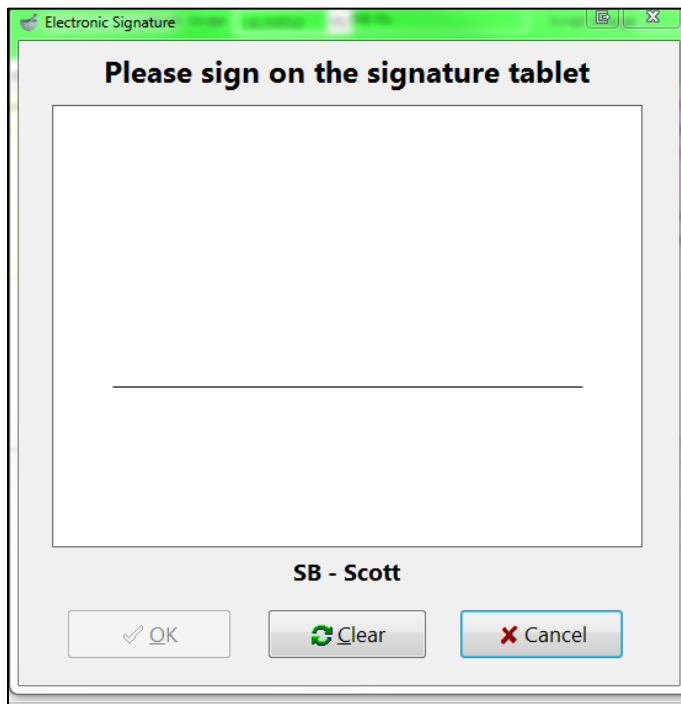 Electronic Signature
Please sign on the signature tablet
SB - Scott
OK
Clear
Cancel